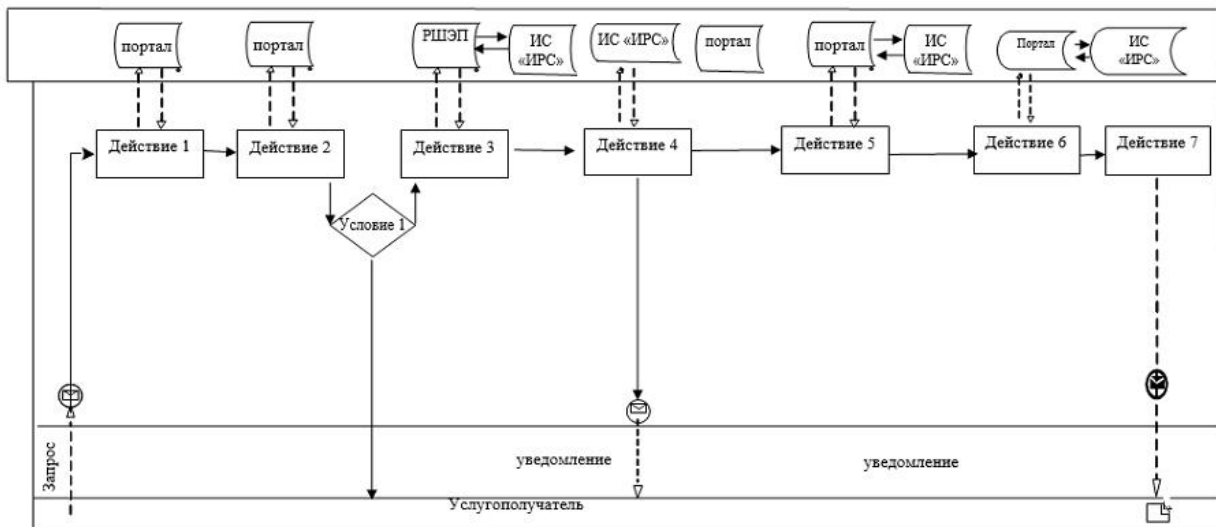 портал
портал
РШЭП
ИС
«ИРС»
ИС «ИРС»
портал
портал
ИС
«ИРС»
Портал
ИС
«ИРС»
Действие 1
Действие 2
Действие 3
Действие 4
Действие 5
Действие 6
Действие 7
Условие 1
Запрос
уведомление
уведомление
Услугополучатель